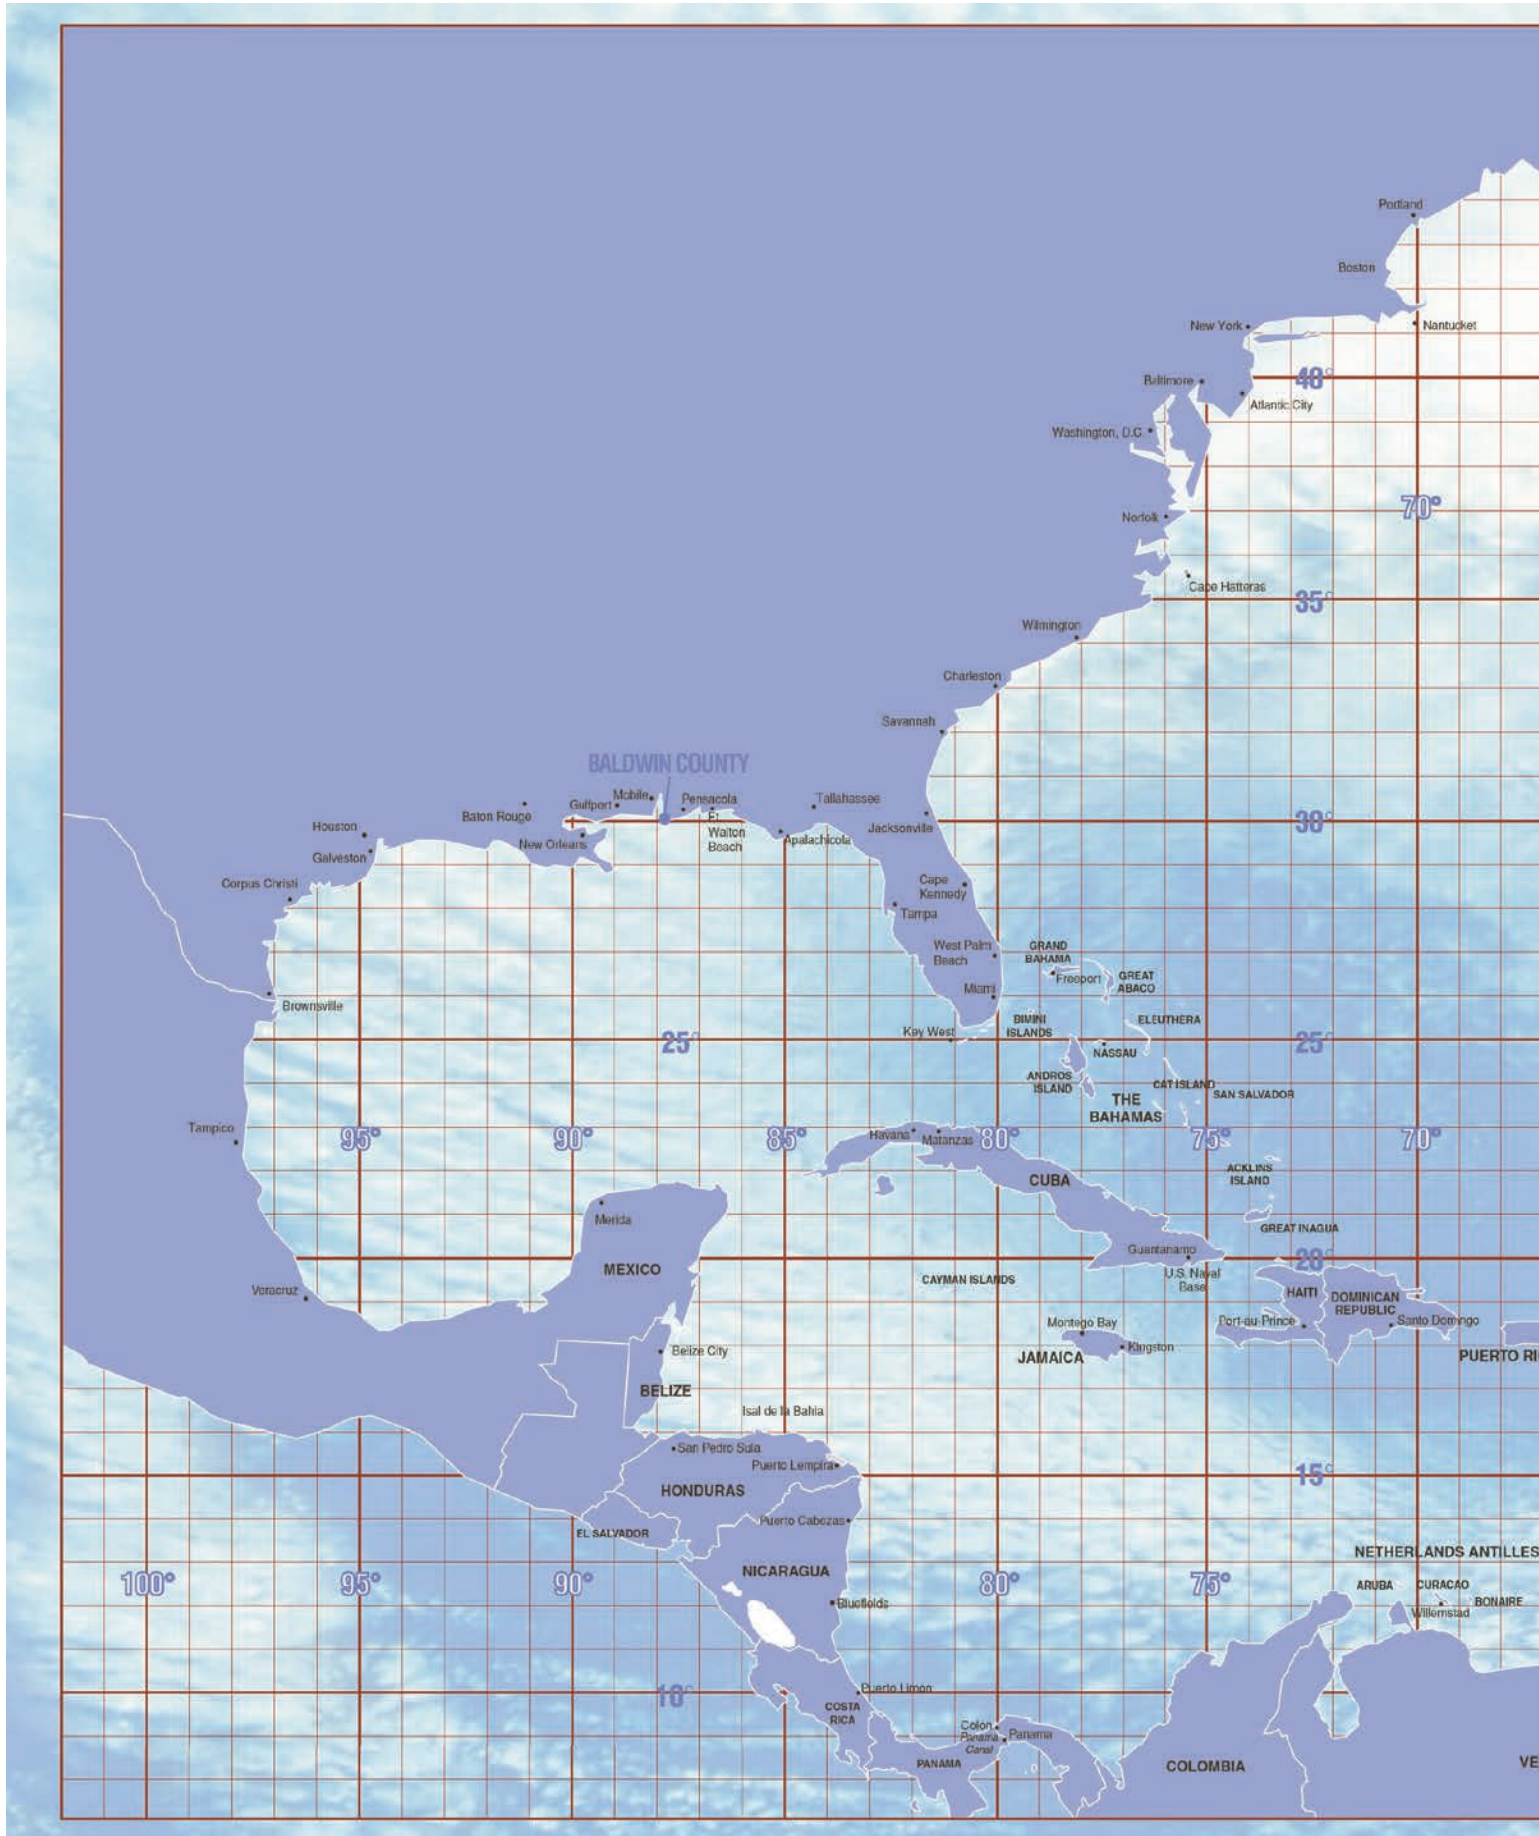 Portland
Boston
New York
Nantucket
Baltimore
40°
Atlantic City
Washington, D.C.
70°
Norfolk
Cape Hatteras
35°
Wilmington
Charleston
Savannah
BALDWIN COUNTY
Mobile
Pensacola
Tallahassee
Gulfport
Baton Rouge
Ft.
Walton
Beach
Houston
Jacksonville
30°
New Orleans
Apalachicola
Galveston
Corpus Christi
Cape
Kennedy
Tampa
West Palm
Beach
GRAND
BAHAMA
Freeport
GREAT
ABACO
Miami
Brownsville
BIMINI
ISLANDS
ELEUTHERA
Key West
25°
25°
NASSAU
ANDROS
ISLAND
CAT ISLAND
SAN SALVADOR
THE
BAHAMAS
Tampico
95°
90°
85°
Havana
Matanzas
80°
75°
70°
ACKLINS
ISLAND
CUBA
Merida
GREAT INAGUA
Guantanamo
20°
MEXICO
U.S. Naval
Base
CAYMAN ISLANDS
Veracruz
HAITI
DOMINICAN
REPUBLIC
Montego Bay
Port-au-Prince
Santo Domingo
Belize City
JAMAICA
Kingston
PUERTO RI
BELIZE
Isal de la Bahia
San Pedro Sula
Puerto Lempira
15°
HONDURAS
Puerto Cabezas
EL SALVADOR
NETHERLANDS ANTILLES
NICARAGUA
100°
95°
90°
80°
75°
ARUBA
CURACAO
BONAIRE
Bluefields
Willemstad
Puerto Limon
10°
COSTA
RICA
Colon
Panama
Canal
Panama
PANAMA
COLOMBIA
VE